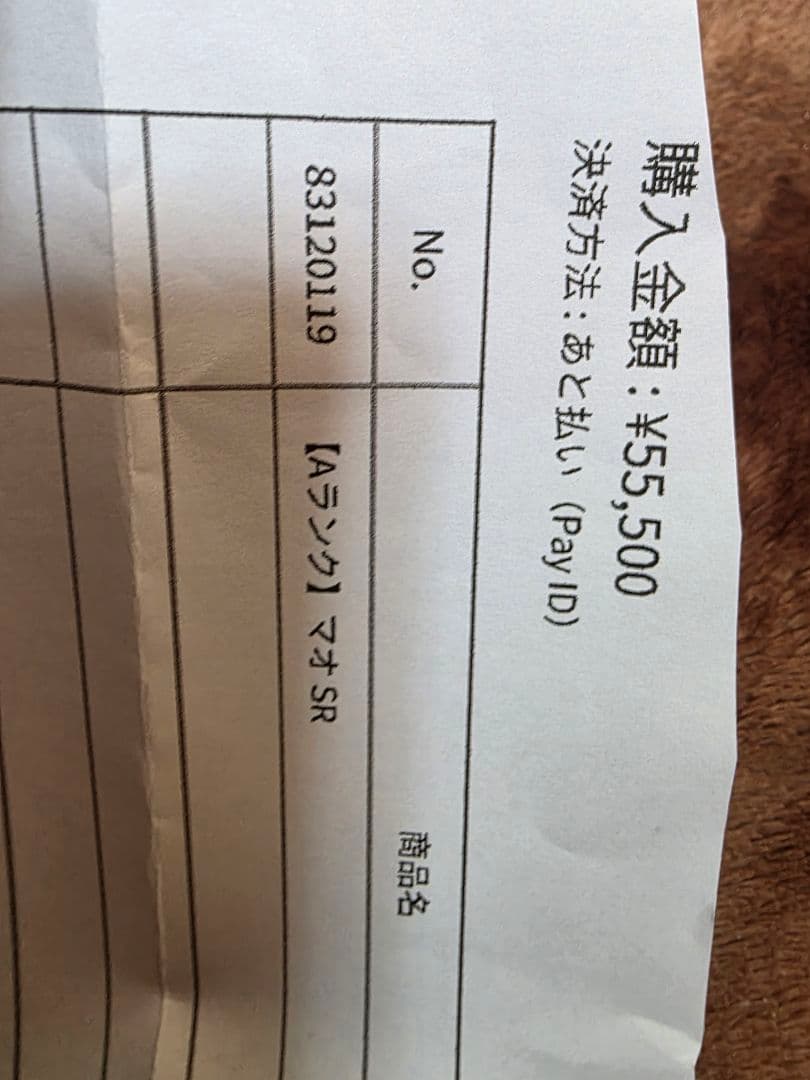 購入金額：¥55,500
決済方法：あと払い（Pay ID）
No. 商品名
83120119 【Aランク】マオ SR